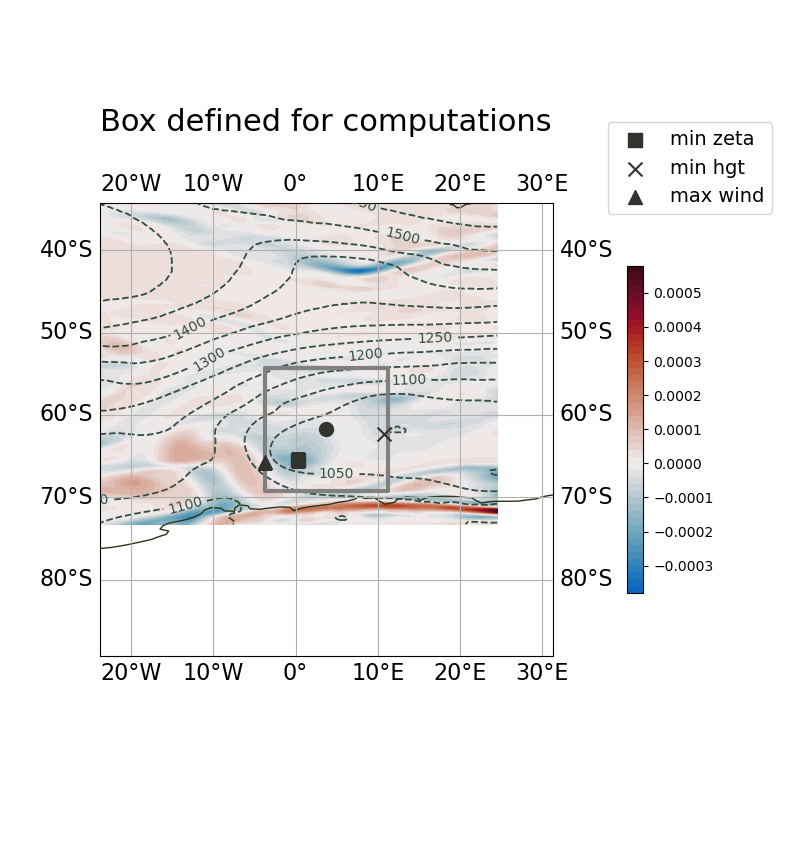 Box defined for computations
min zeta
min hgt
max wind
20°W 10°W 0° 10°E 20°E 30°E
40°S 40°S
50°S 50°S
60°S 60°S
70°S 70°S
80°S 80°S
1500
1400
1300
1250
1200
1100
1050
1100
20°W 10°W 0° 10°E 20°E 30°E
0.0005
0.0004
0.0003
0.0002
0.0001
0.0000
−0.0001
−0.0002
−0.0003